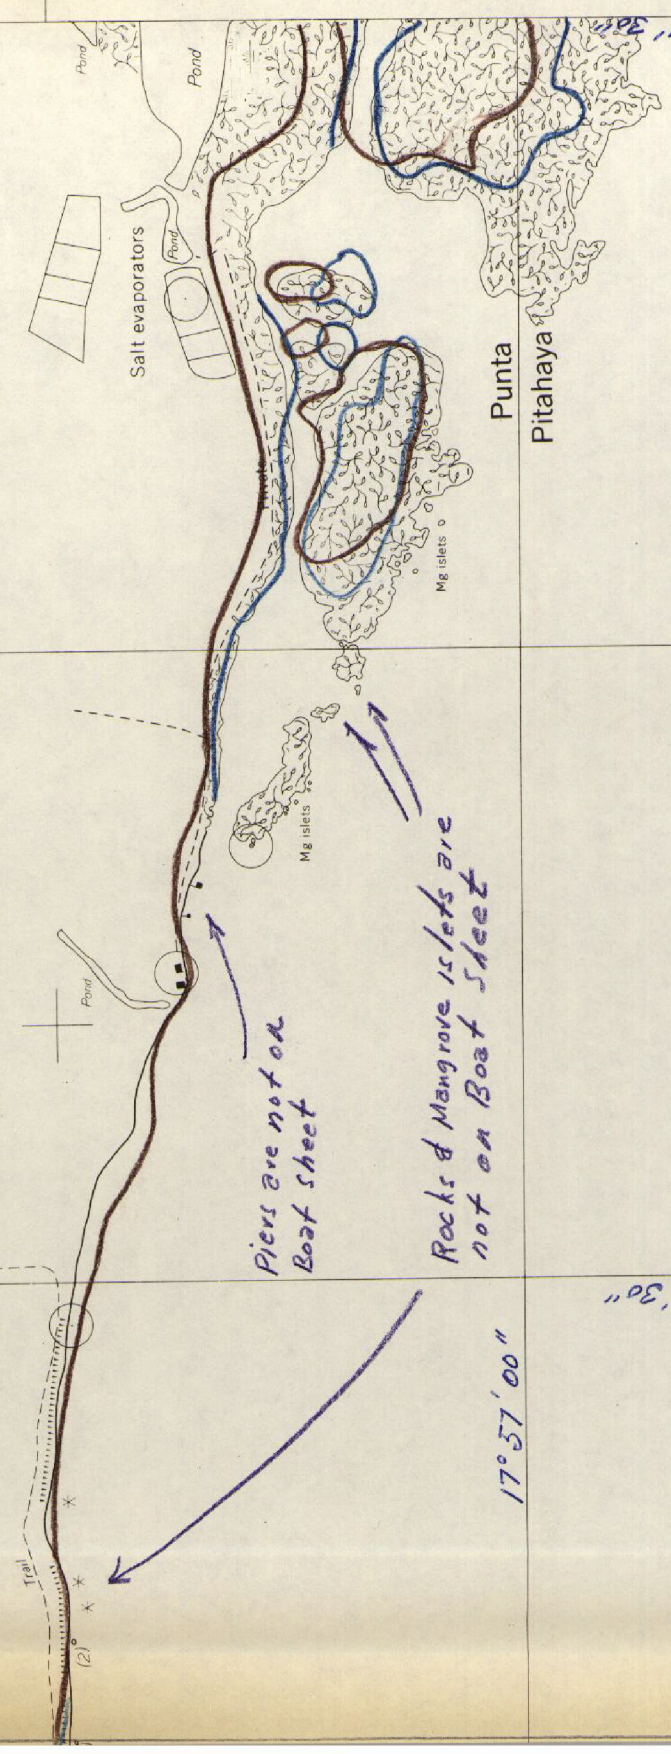 Pond
Pond
'30"
Salt evaporators
Pond
Punta
Pitahaya
Mg islets
Mg islets
Pond
Piers are not on
Boat sheet
Rocks & Mangrove islets are
not on Boat Sheet
'30"
17° 57' 00"
Trail
(2)